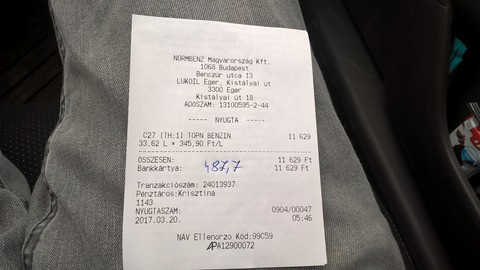 NORMBENZ Magyarország Kft.
1068 Budapest
Benczúr utca 13
LUKOIL Eger, Kistályai út
3300 Eger
Kistályai út 18
ADÓSZÁM: 13100595-2-44
----- NYUGTA -----
C27 [TH:1] TOPN BENZIN 11 629
33,62 L * 345,90 Ft/L
ÖSSZESEN: 11 629 Ft
Bankkártya: 11 629 Ft
487,7
Tranzakciószám: 24013937
Pénztáros:Krisztina
1143
NYUGTASZÁM: 0904/00047
2017.03.20. 05:46
NAV Ellenorzo Kód:99C59
APA12900072